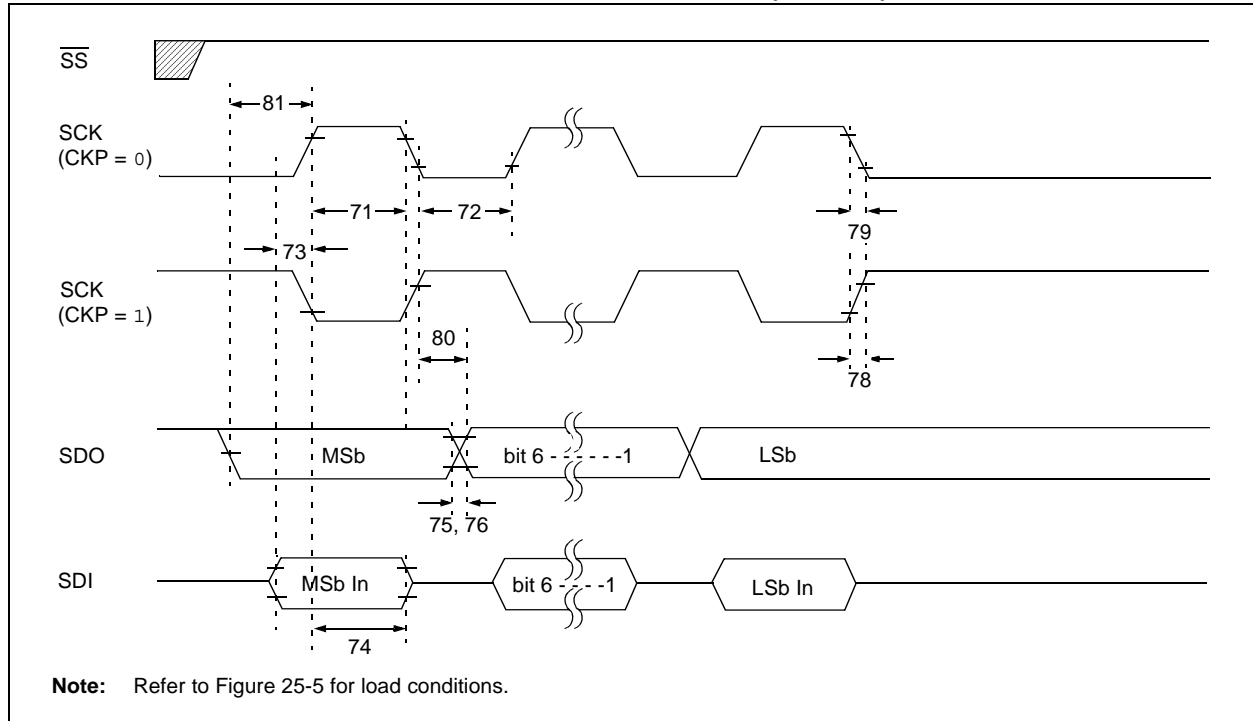 SS
81
SCK
(CKP = 0)
71
72
79
73
SCK
(CKP = 1)
80
78
SDO
MSb
bit 6 - - - - - - -1
LSb
75, 76
SDI
MSb In
bit 6 - - - - -1
LSb In
74
Note: Refer to Figure 25-5 for load conditions.